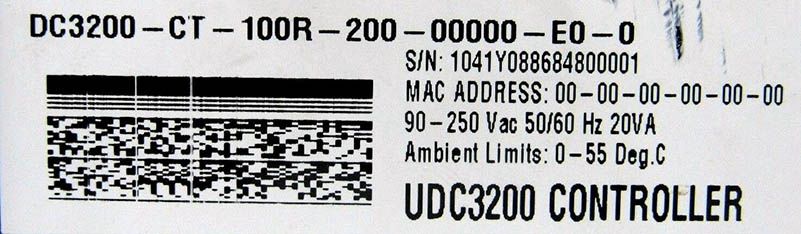 DC3200-CT-100R-200-00000-E0-0
S/N: 1041Y088684800001
MAC ADDRESS: 00-00-00-00-00-00
90-250 Vac 50/60 Hz 20VA
Ambient Limits: 0-55 Deg.C
UDC3200 CONTROLLER